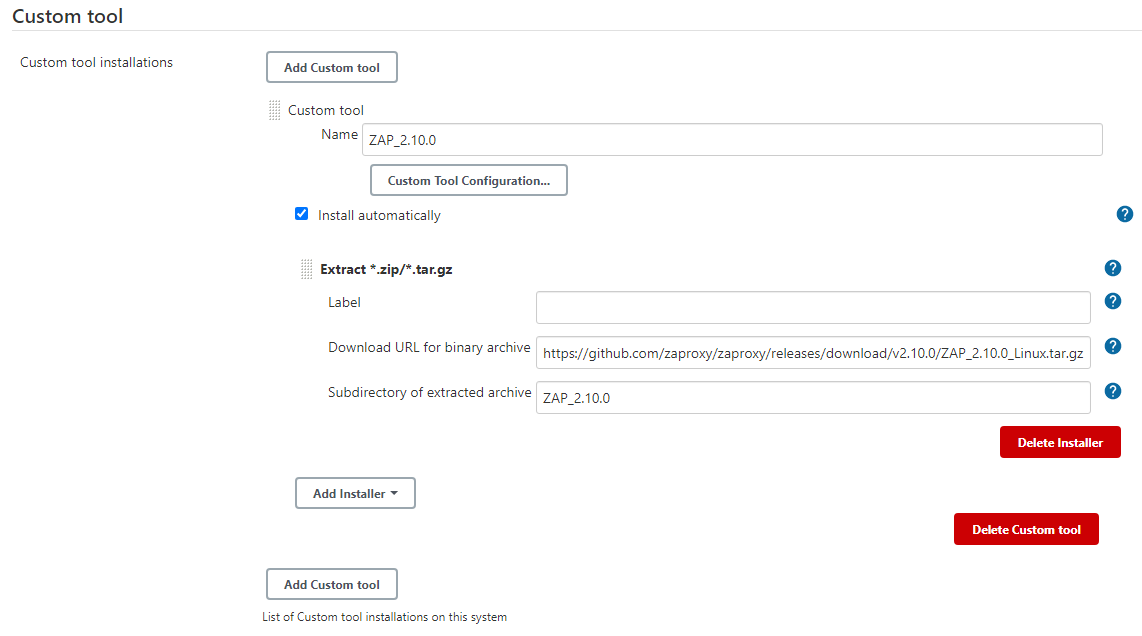 Custom tool
Custom tool installations
Add Custom tool
Custom tool
Name
ZAP_2.10.0
Custom Tool Configuration...
Install automatically
?
Extract *.zip/*.tar.gz
?
Label
?
Download URL for binary archive
https://github.com/zaproxy/zaproxy/releases/download/v2.10.0/ZAP_2.10.0_Linux.tar.gz
?
Subdirectory of extracted archive
ZAP_2.10.0
?
Delete Installer
Add Installer
Delete Custom tool
Add Custom tool
List of Custom tool installations on this system